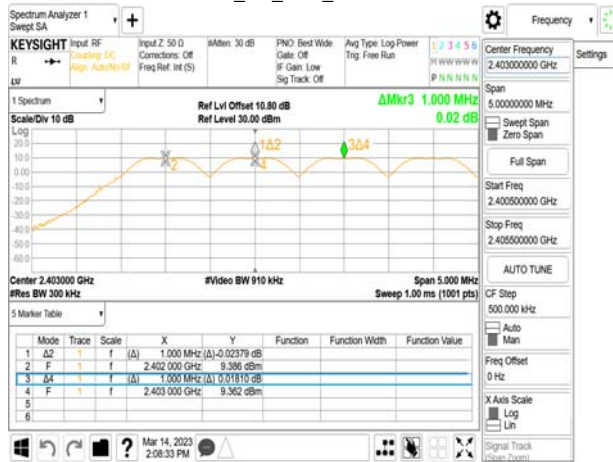 Spectrum Analyzer 1
Swept SA
+
Frequency
KEYSIGHT
R
Input: RF
Coupling: DC
Align: Auto/No RF
Input Z: 50 Ω
Corrections: Off
Freq Ref: Int (S)
#Atten: 30 dB
PNO: Best Wide
Gate: Off
IF Gain: Low
Sig Track: Off
Avg Type: Log-Power
Trig: Free Run
1 2 3 4 5 6
M W W W W W
P N N N N N
Center Frequency
2.403000000 GHz
Settings
Span
5.00000000 MHz
Swept Span
Zero Span
Full Span
Start Freq
2.400500000 GHz
Stop Freq
2.405500000 GHz
AUTO TUNE
CF Step
500.000 kHz
Auto
Man
Freq Offset
0 Hz
X Axis Scale
Log
Lin
Signal Track
(Span Zoom)
1 Spectrum
Scale/Div 10 dB
Ref Lvl Offset 10.80 dB
Ref Level 30.00 dBm
ΔMkr3 1.000 MHz
0.02 dB
Log
20.0
10.0
0.00
-10.0
-20.0
-30.0
-40.0
-50.0
-60.0
2
1Δ2
4
3Δ4
Center 2.403000 GHz
#Res BW 300 kHz
#Video BW 910 kHz
Span 5.000 MHz
Sweep 1.00 ms (1001 pts)
5 Marker Table
Mode Trace Scale X Y Function Function Width Function Value
1 Δ2 1 f (Δ) 1.000 MHz (Δ) -0.02379 dB
2 F 1 f 2.402 000 GHz 9.386 dBm
3 Δ4 1 f (Δ) 1.000 MHz (Δ) 0.01810 dB
4 F 1 f 2.403 000 GHz 9.362 dBm
5
6
?
Mar 14, 2023
2:08:33 PM